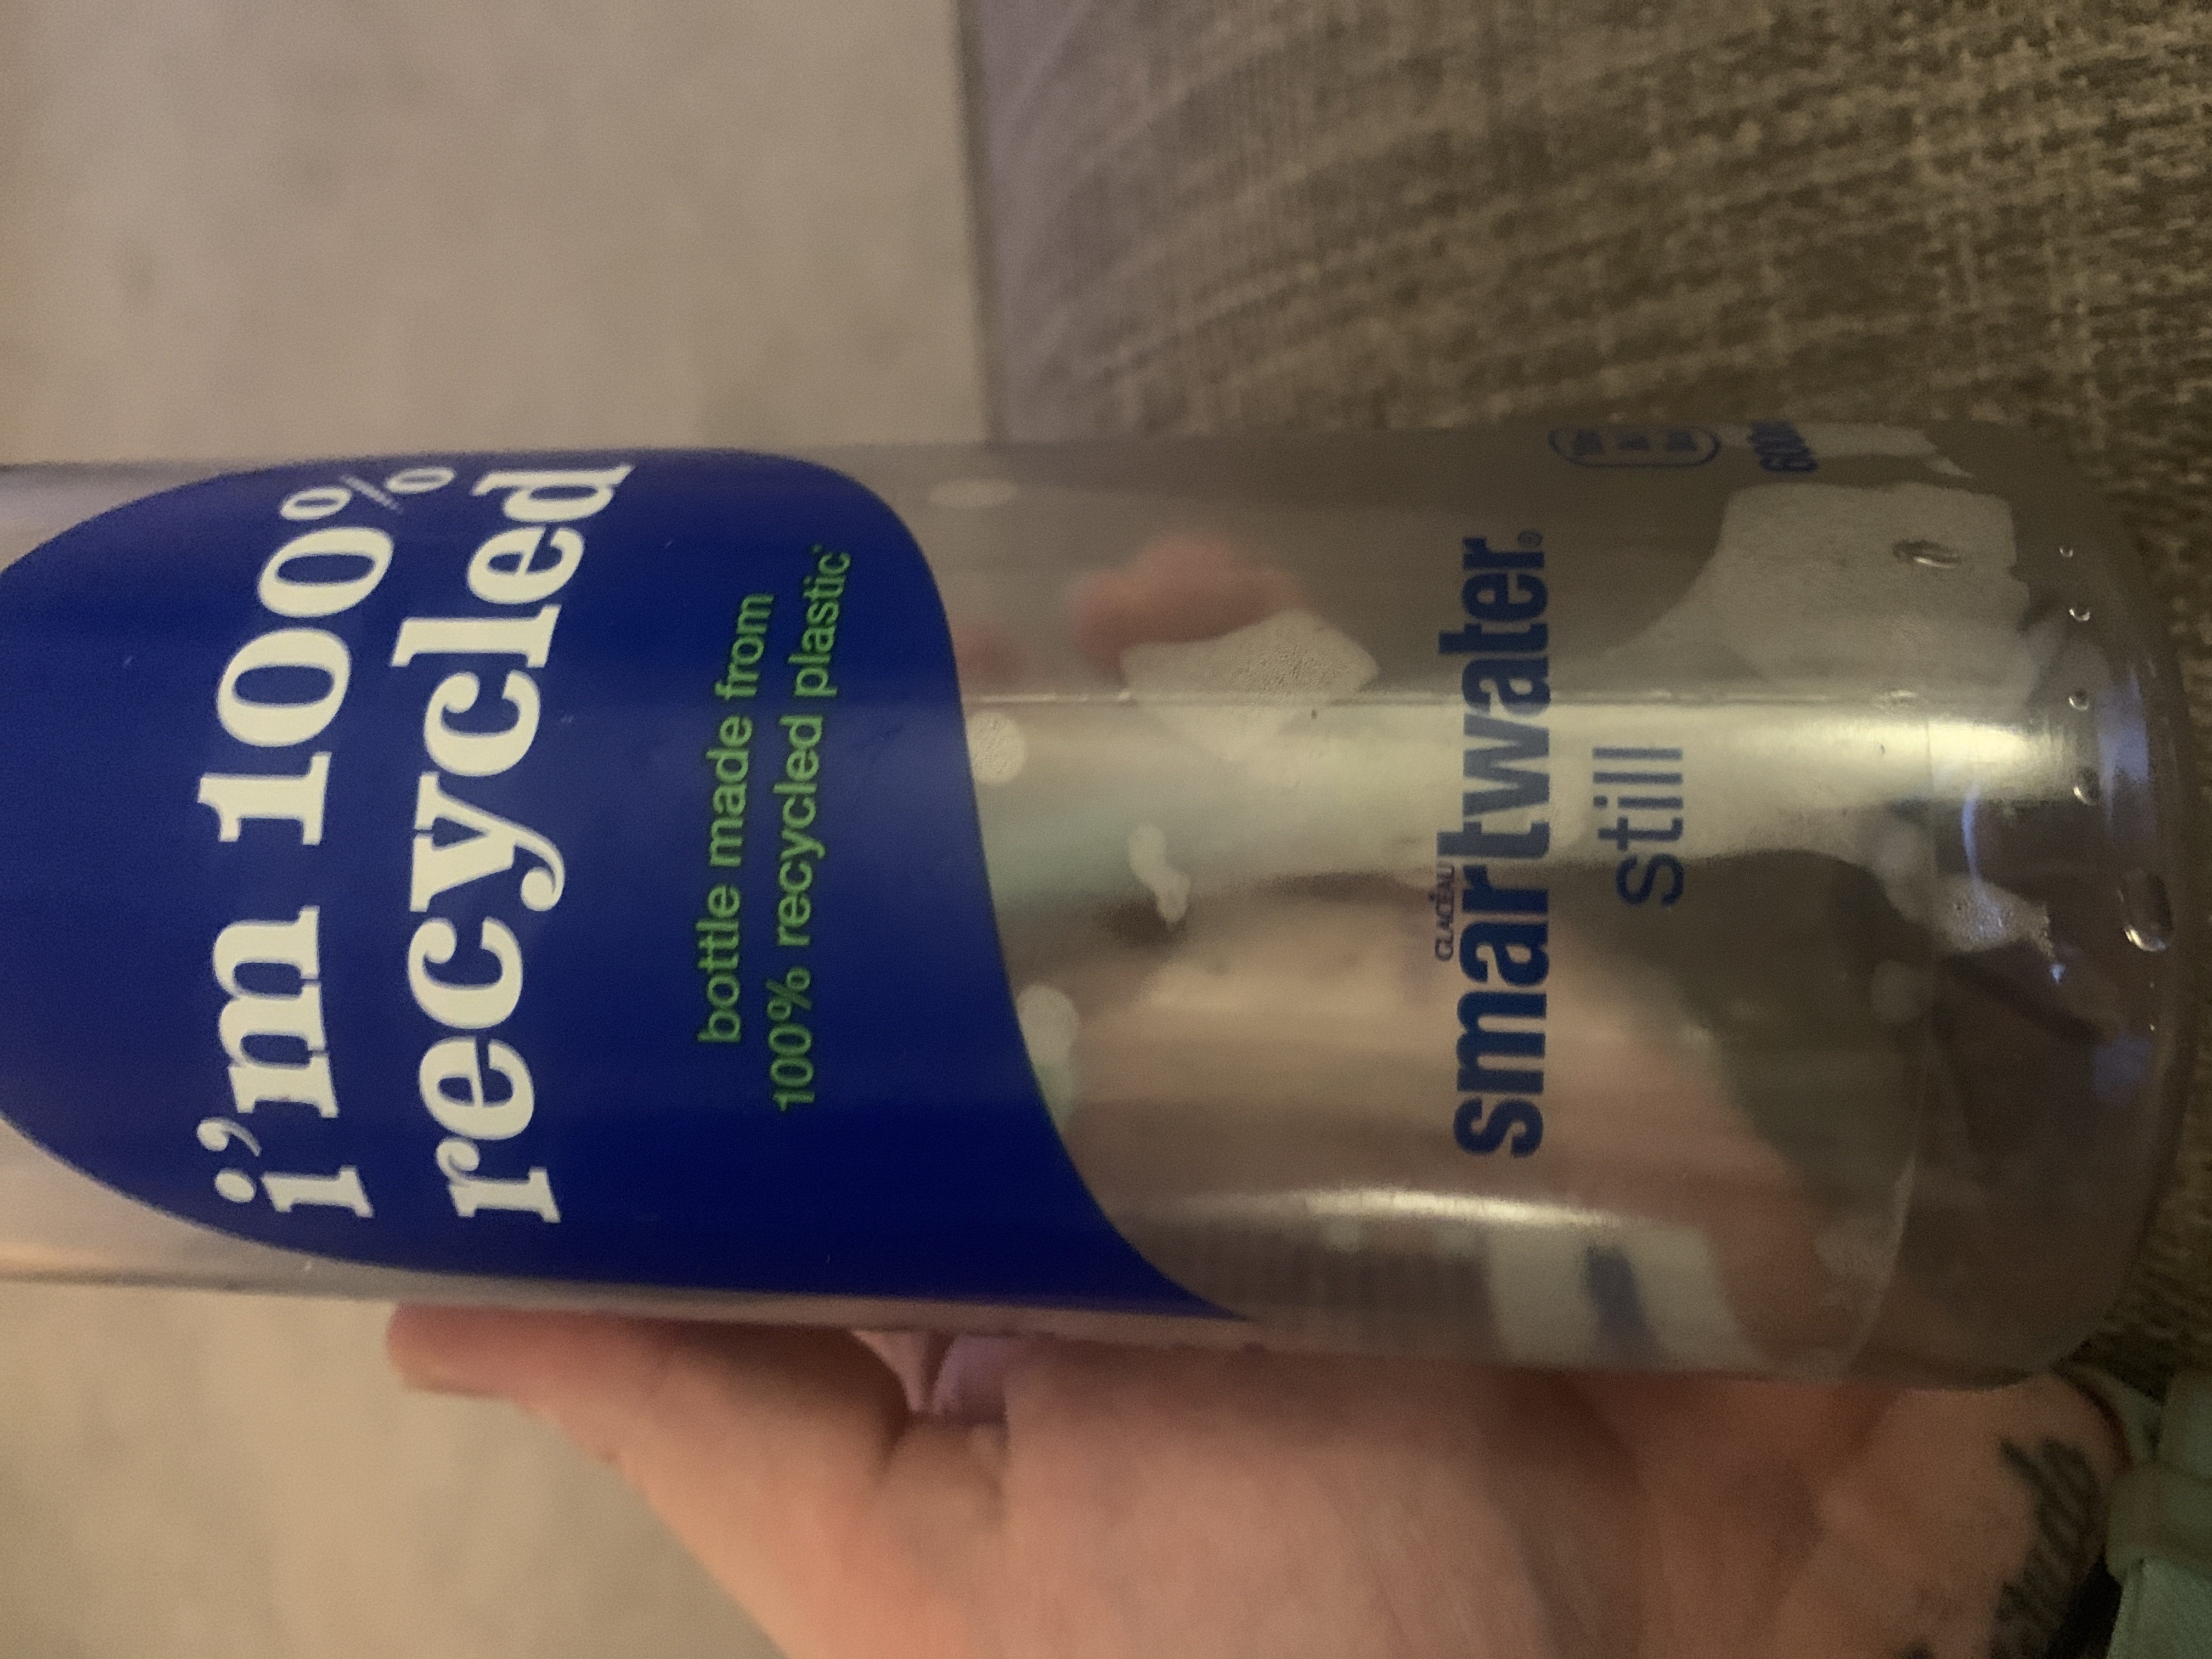 i'm 100%
recycled
bottle made from
100% recycled plastic*
GLACÉAU
smartwater®
still